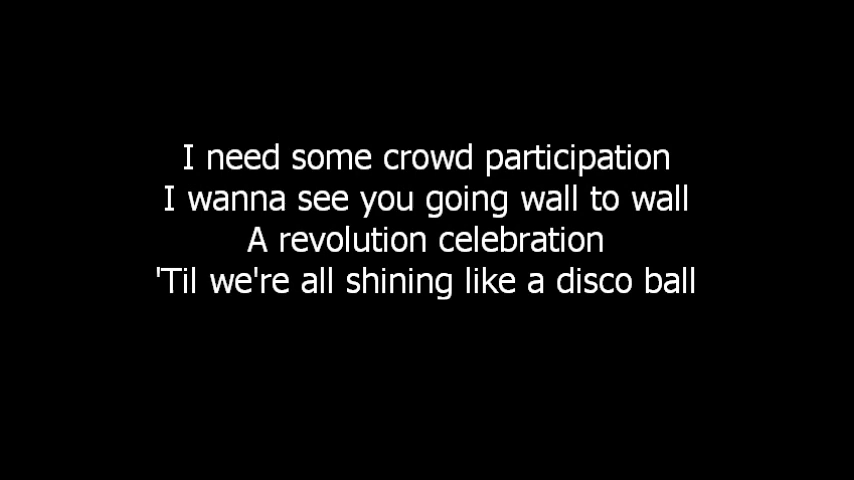 I need some crowd participation
I wanna see you going wall to wall
A revolution celebration
'Til we're all shining like a disco ball